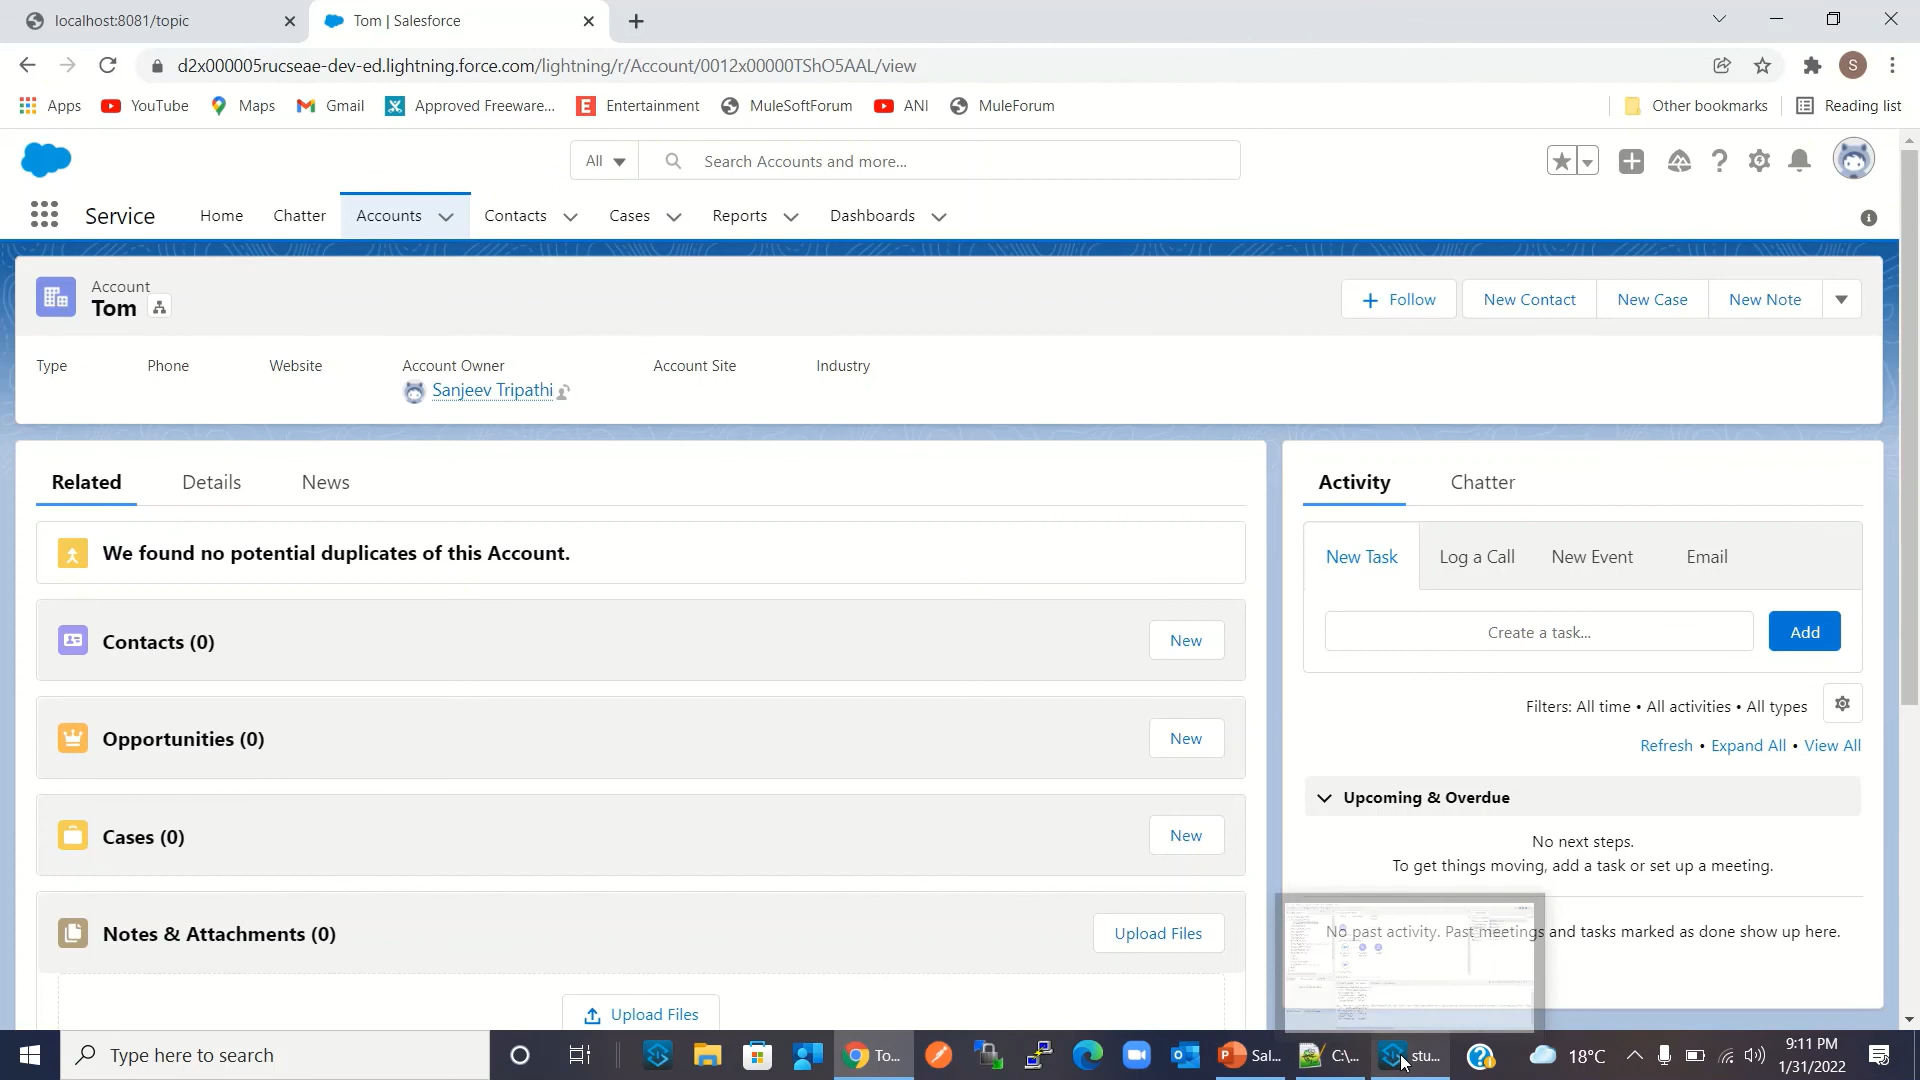 localhost:8081/topic
Tom | Salesforce
d2x000005rucseae-dev-ed.lightning.force.com/lightning/r/Account/0012x00000TShO5AAL/view
S
Apps YouTube Maps Gmail Approved Freeware... Entertainment MuleSoftForum ANI MuleForum Other bookmarks Reading list
All Search Accounts and more...
Service Home Chatter Accounts Contacts Cases Reports Dashboards
Account
Tom
Follow New Contact New Case New Note
Type Phone Website Account Owner Account Site Industry
Sanjeev Tripathi
Related Details News
We found no potential duplicates of this Account.
Contacts (0) New
Opportunities (0) New
Cases (0) New
Notes & Attachments (0) Upload Files
Upload Files
Activity Chatter
New Task Log a Call New Event Email
Create a task... Add
Filters: All time • All activities • All types
Refresh • Expand All • View All
Upcoming & Overdue
No next steps.
To get things moving, add a task or set up a meeting.
No past activity. Past meetings and tasks marked as done show up here.
Type here to search
To... Sal... C:\... stu... 18°C
9:11 PM
1/31/2022